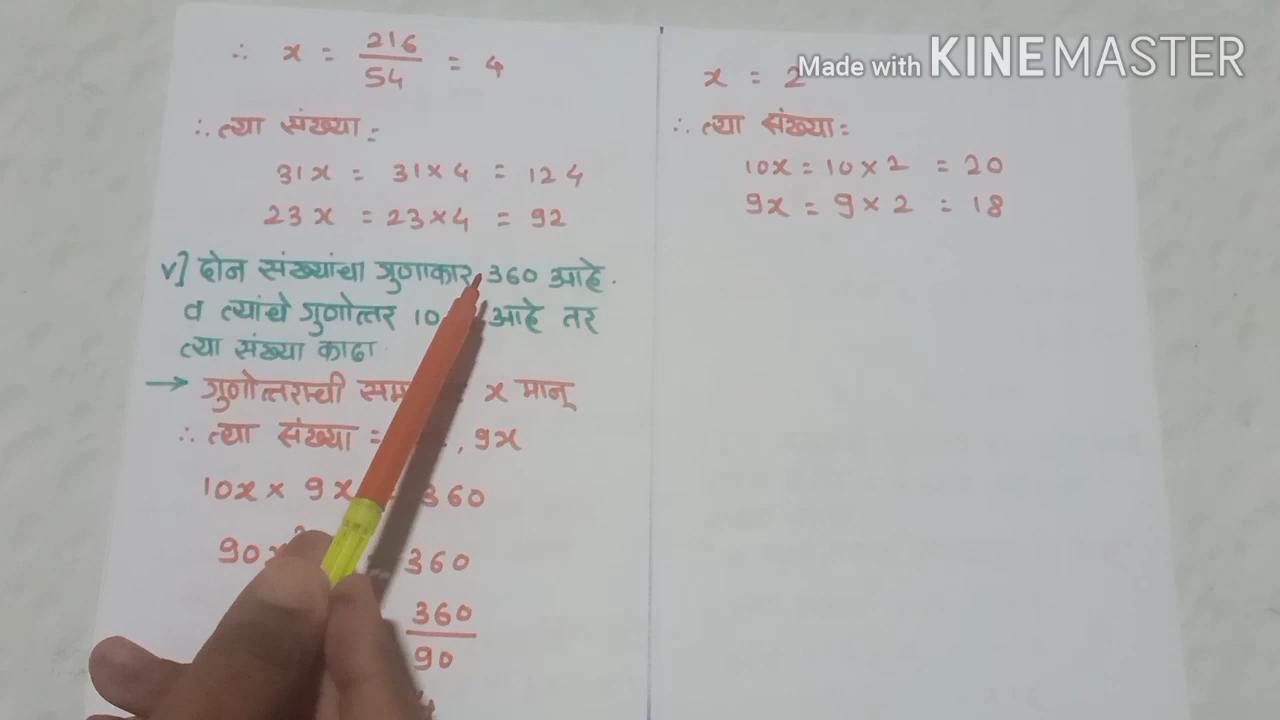 ∴ x = 216/54 = 4
∴ त्या संख्या =
31x = 31 × 4 = 124
23x = 23 × 4 = 92
v] दोन संख्यांचा गुणाकार 360 आहे.
व त्यांचे गुणोत्तर 10 आहे तर
त्या संख्या काढा
→ गुणोत्तराची x मानू
∴ त्या संख्या = , 9x
10x × 9x = 360
90x² 360
360/90
x = 2
∴ त्या संख्या =
10x = 10 × 2 = 20
9x = 9 × 2 = 18
Made with KINEMASTER